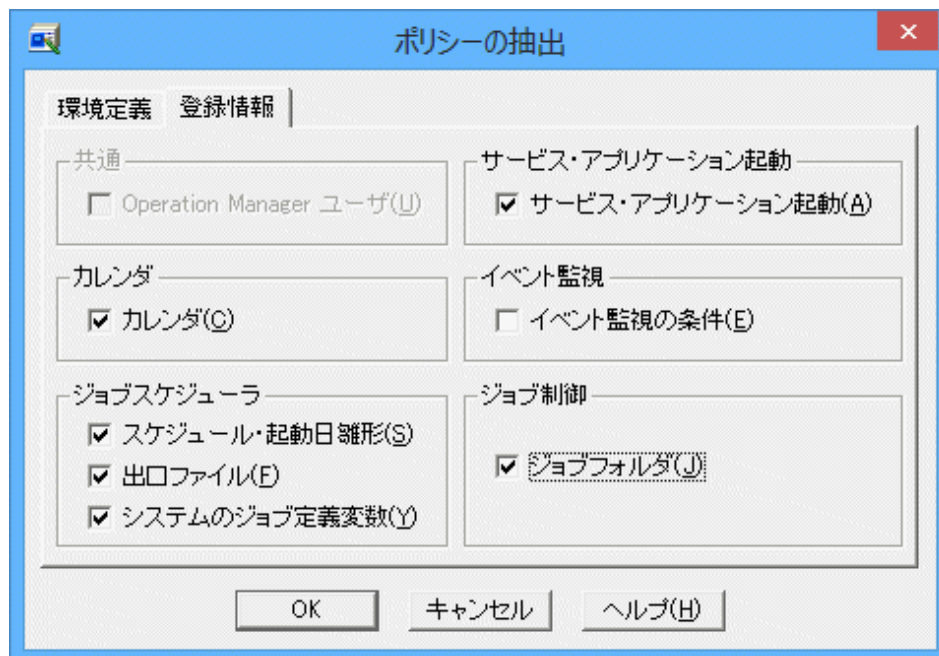 ポリシーの抽出
環境定義
登録情報
共通
Operation Manager ユーザ(U)
サービス・アプリケーション起動
サービス・アプリケーション起動(A)
カレンダ
カレンダ(C)
イベント監視
イベント監視の条件(E)
ジョブスケジューラ
スケジュール・起動日雛形(S)
出口ファイル(F)
システムのジョブ定義変数(Y)
ジョブ制御
ジョブフォルダ(J)
OK
キャンセル
ヘルプ(H)